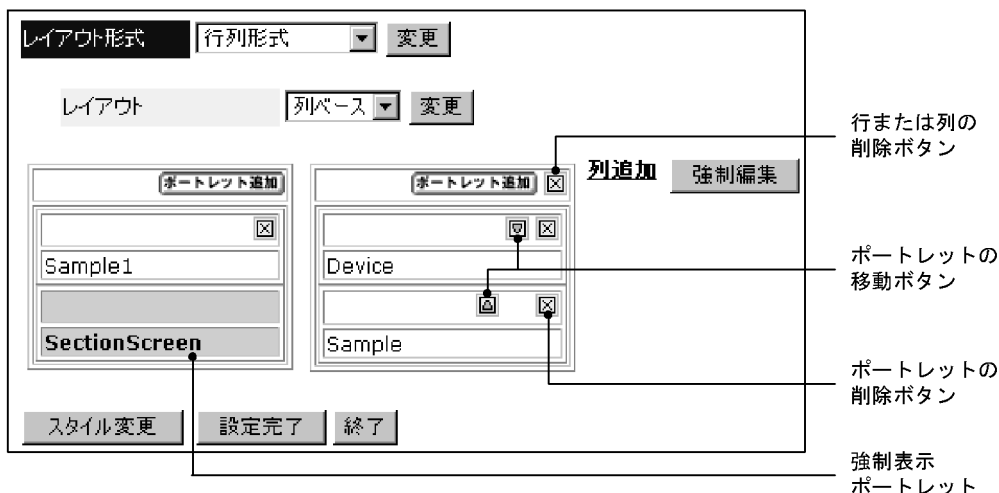 レイアウト形式 行列形式 変更
レイアウト 列ベース 変更
行または列の
削除ボタン
ポートレット追加 ポートレット追加 列追加 強制編集
Sample1 Device
ポートレットの
移動ボタン
SectionScreen Sample
ポートレットの
削除ボタン
スタイル変更 設定完了 終了
強制表示
ポートレット